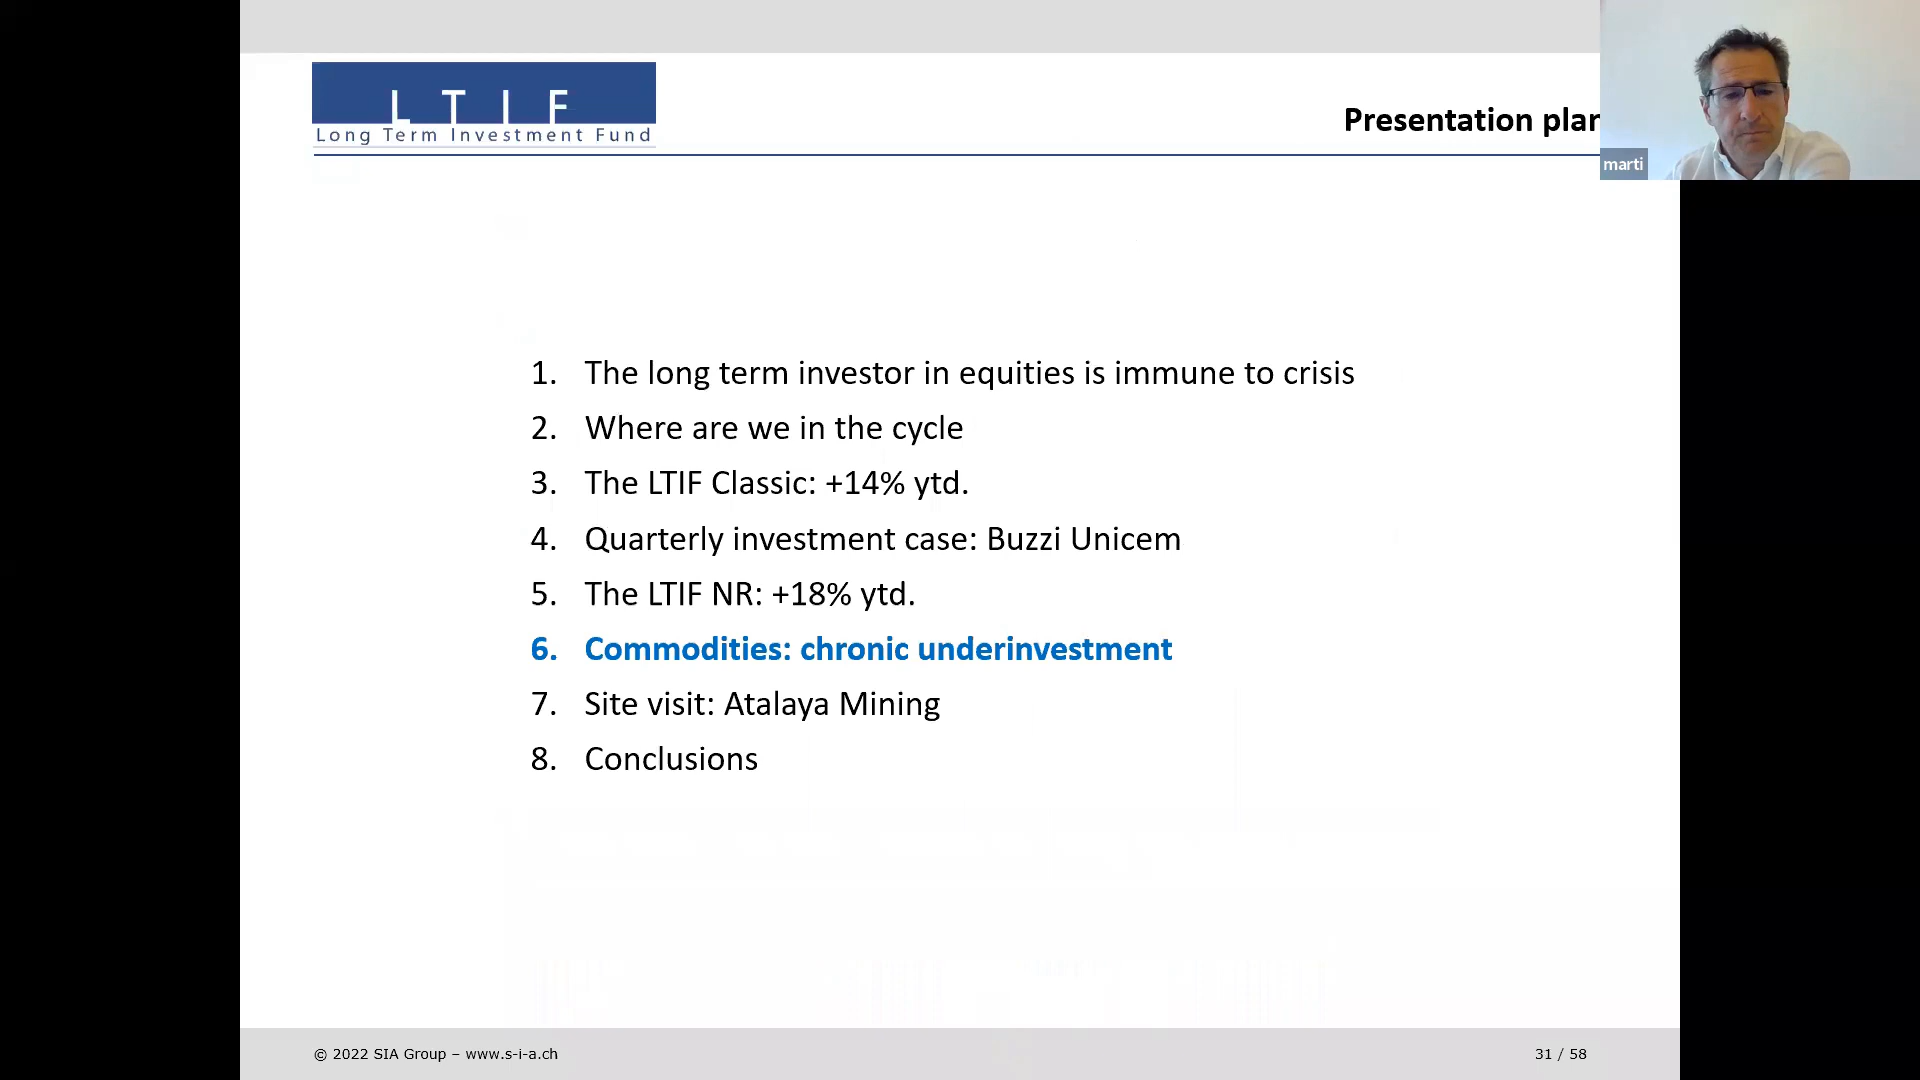 LTIF
Long Term Investment Fund
Presentation plan
marti
1. The long term investor in equities is immune to crisis
2. Where are we in the cycle
3. The LTIF Classic: +14% ytd.
4. Quarterly investment case: Buzzi Unicem
5. The LTIF NR: +18% ytd.
6. Commodities: chronic underinvestment
7. Site visit: Atalaya Mining
8. Conclusions
© 2022 SIA Group – www.s-i-a.ch
31 / 58